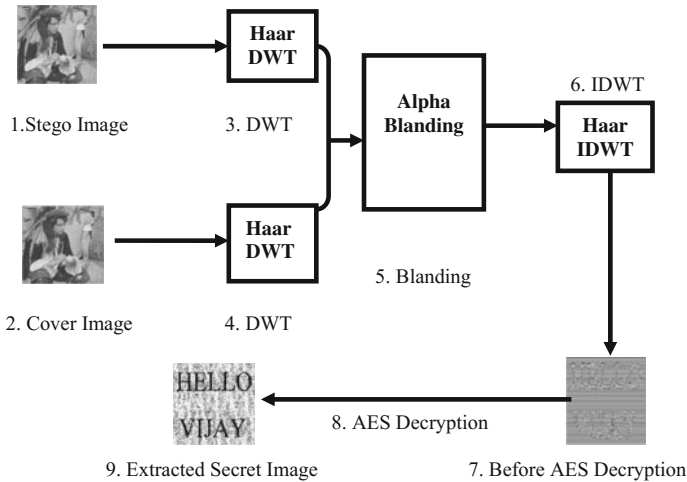 Haar
DWT
1.Stego Image
3. DWT
Alpha
Blanding
6. IDWT
Haar
IDWT
Haar
DWT
5. Blanding
2. Cover Image
4. DWT
HELLO
VIJAY
8. AES Decryption
9. Extracted Secret Image
7. Before AES Decryption